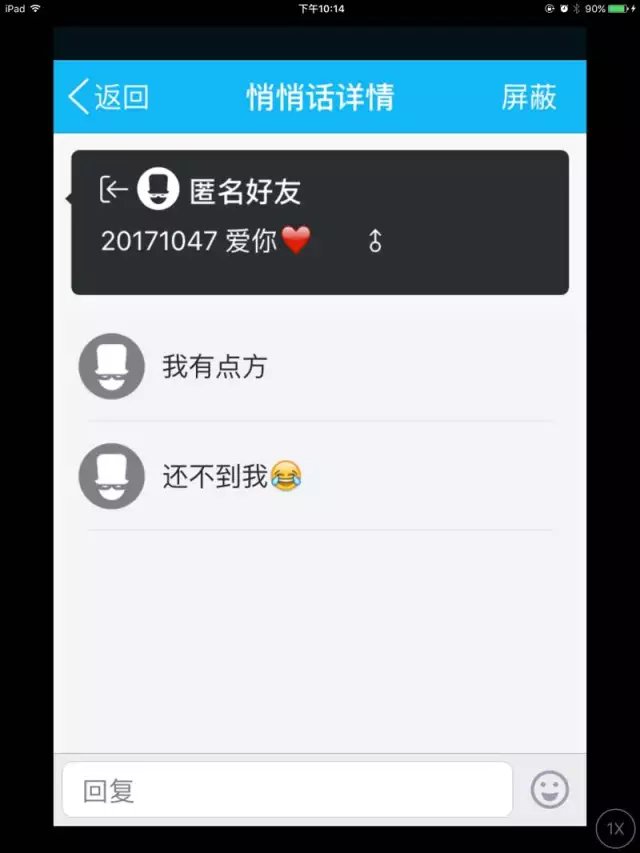 iPad 下午10:14 90%
返回 悄悄话详情 屏蔽
匿名好友
20171047 爱你❤️ ♂
我有点方
还不到我😂
回复
1X